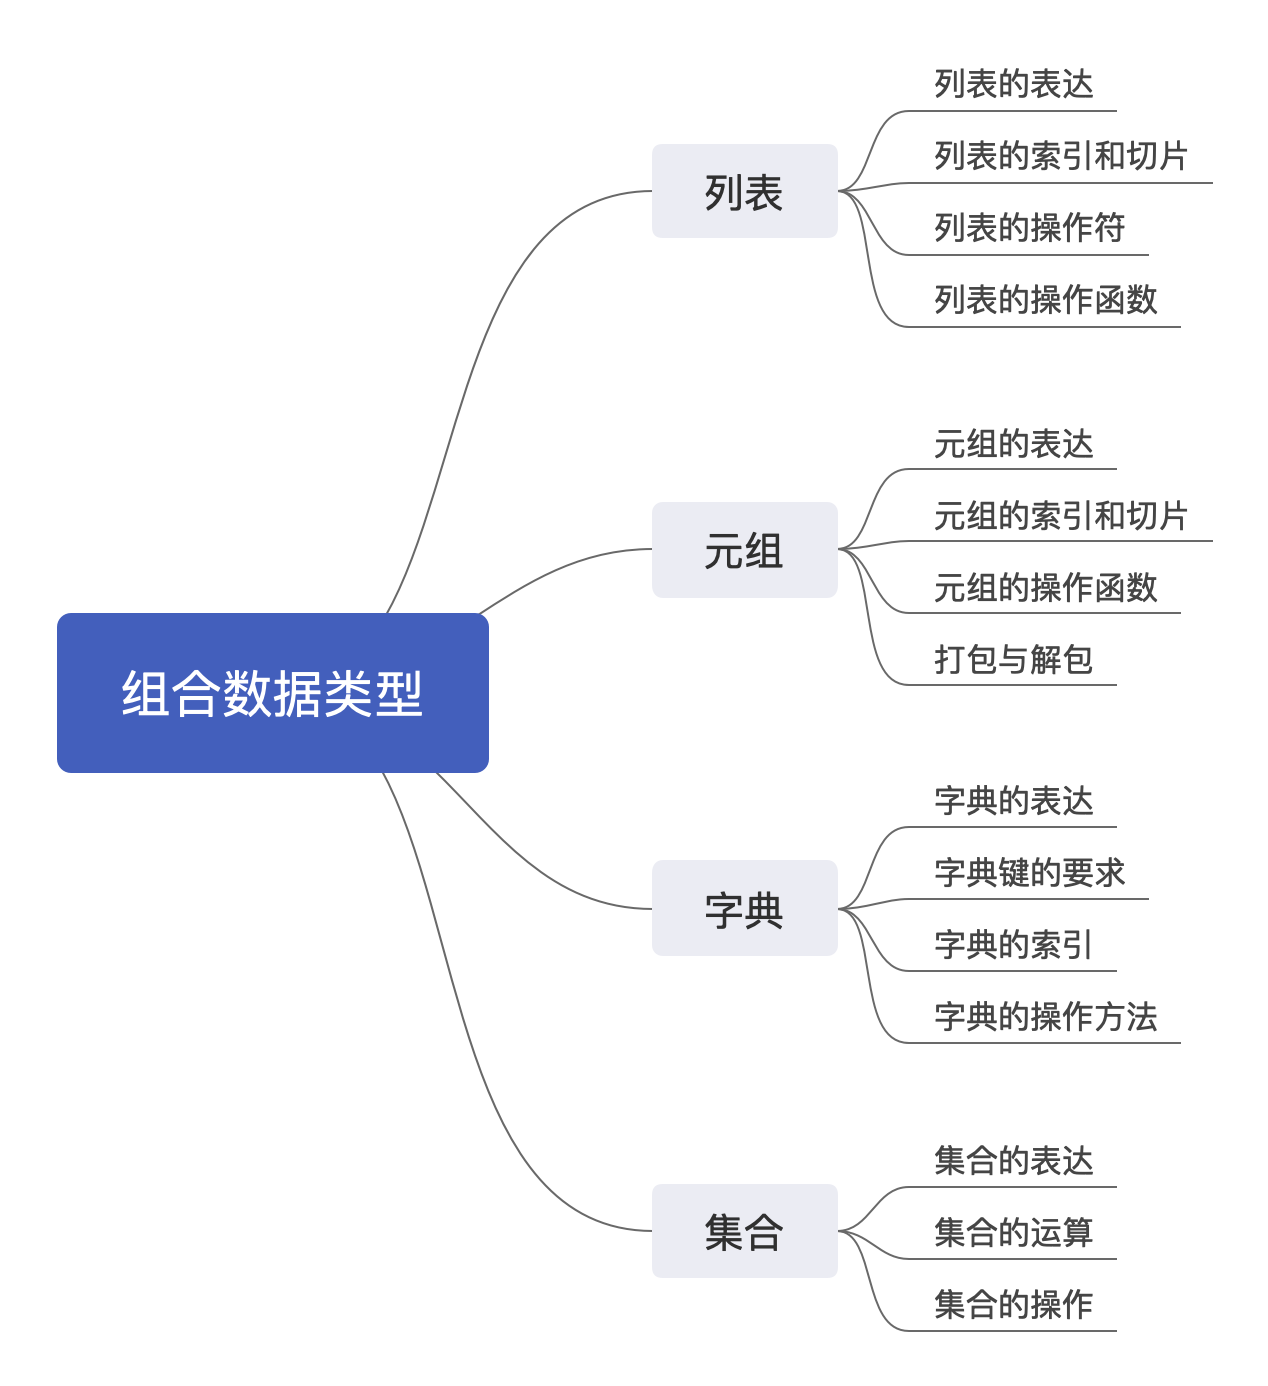 组合数据类型
列表
列表的表达
列表的索引和切片
列表的操作符
列表的操作函数
元组
元组的表达
元组的索引和切片
元组的操作函数
打包与解包
字典
字典的表达
字典键的要求
字典的索引
字典的操作方法
集合
集合的表达
集合的运算
集合的操作